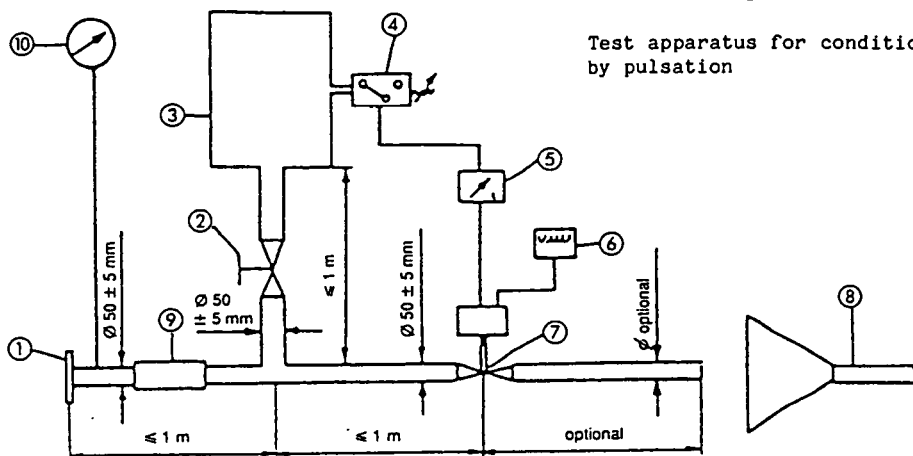 Test apparatus for conditio
by pulsation
10
4
3
5
2
6
Ø 50 ± 5 mm
Ø 50
± 5 mm
≤ 1 m
Ø 50 ± 5 mm
Ø optional
9
7
8
1
≤ 1 m
≤ 1 m
optional